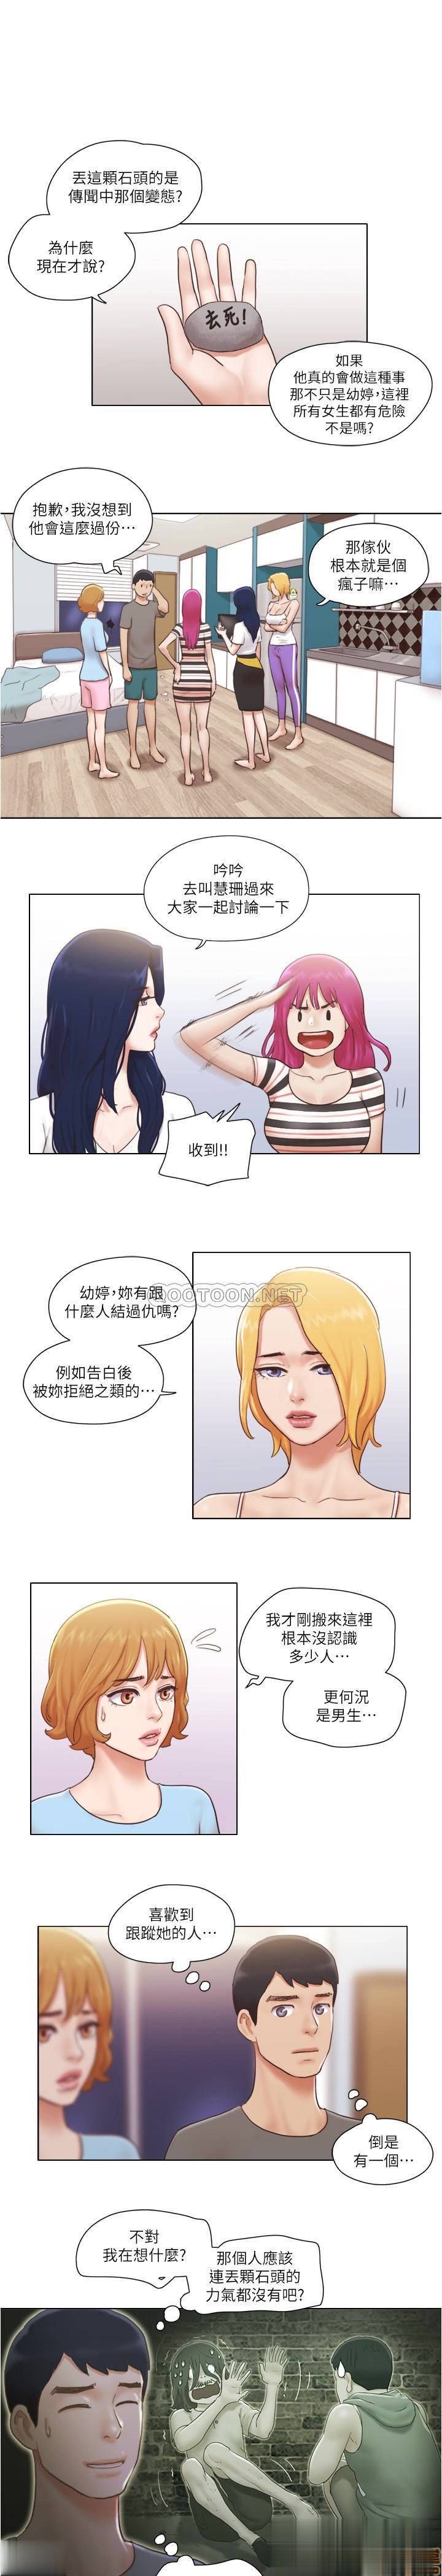 丟這顆石頭的是
傳聞中那個變態?
為什麼
現在才說?
去死!
如果
他真的會做這種事
那不只是幼婷,這裡
所有女生都有危險
不是嗎?
抱歉,我沒想到
他會這麼過份…
那傢伙
根本就是個
瘋子嘛…
吟吟
去叫慧珊過來
大家一起討論一下
收到!!
幼婷,妳有跟
什麼人結過仇嗎?
例如告白後
被妳拒絕之類的…
我才剛搬來這裡
根本沒認識
多少人…
更何況
是男生…
喜歡到
跟蹤她的人…
倒是
有一個…
不對
我在想什麼?
那個人應該
連丟顆石頭的
力氣都沒有吧?